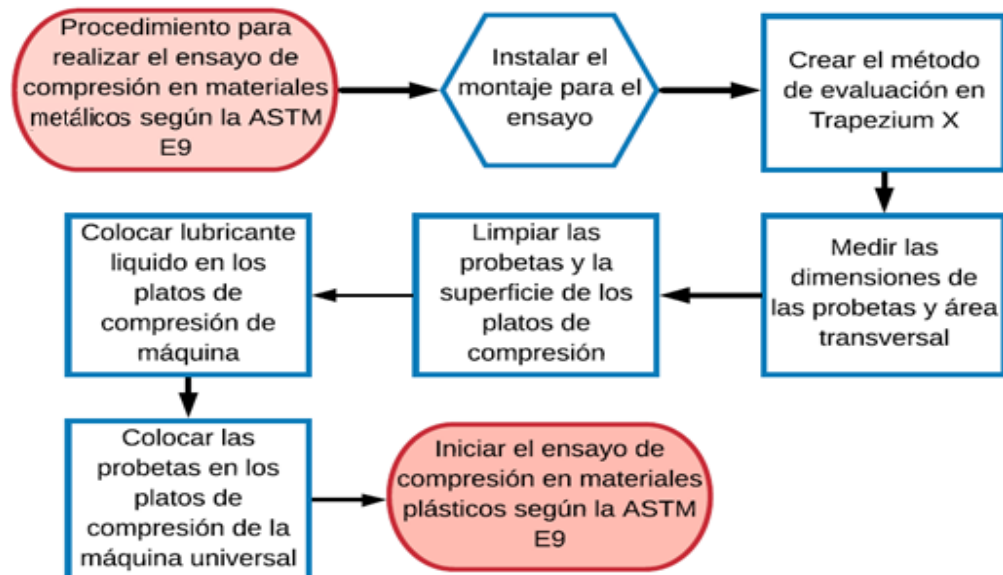 Procedimiento para
realizar el ensayo de
compresión en materiales
metálicos según la ASTM
E9
Instalar el
montaje para el
ensayo
Crear el método
de evaluación en
Trapezium X
Medir las
dimensiones de
las probetas y área
transversal
Limpiar las
probetas y la
superficie de los
platos de
compresión
Colocar lubricante
liquido en los
platos de
compresión de
máquina
Colocar las
probetas en los
platos de
compresión de la
máquina universal
Iniciar el ensayo de
compresión en materiales
plásticos según la ASTM
E9